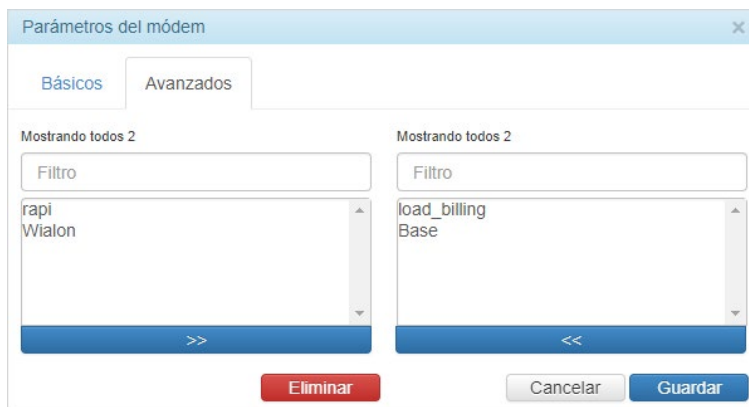 Parámetros del módem ×
Básicos Avanzados
Mostrando todos 2
Filtro
rapi
Wialon
>>
Mostrando todos 2
Filtro
load_billing
Base
<<
Eliminar Cancelar Guardar